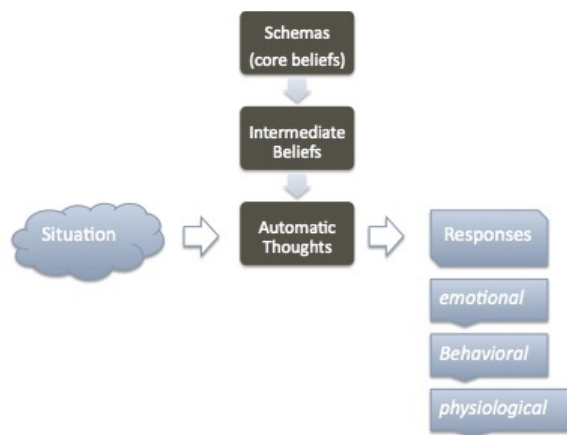 Schemas
(core beliefs)
Intermediate
Beliefs
Situation
Automatic
Thoughts
Responses
emotional
Behavioral
physiological